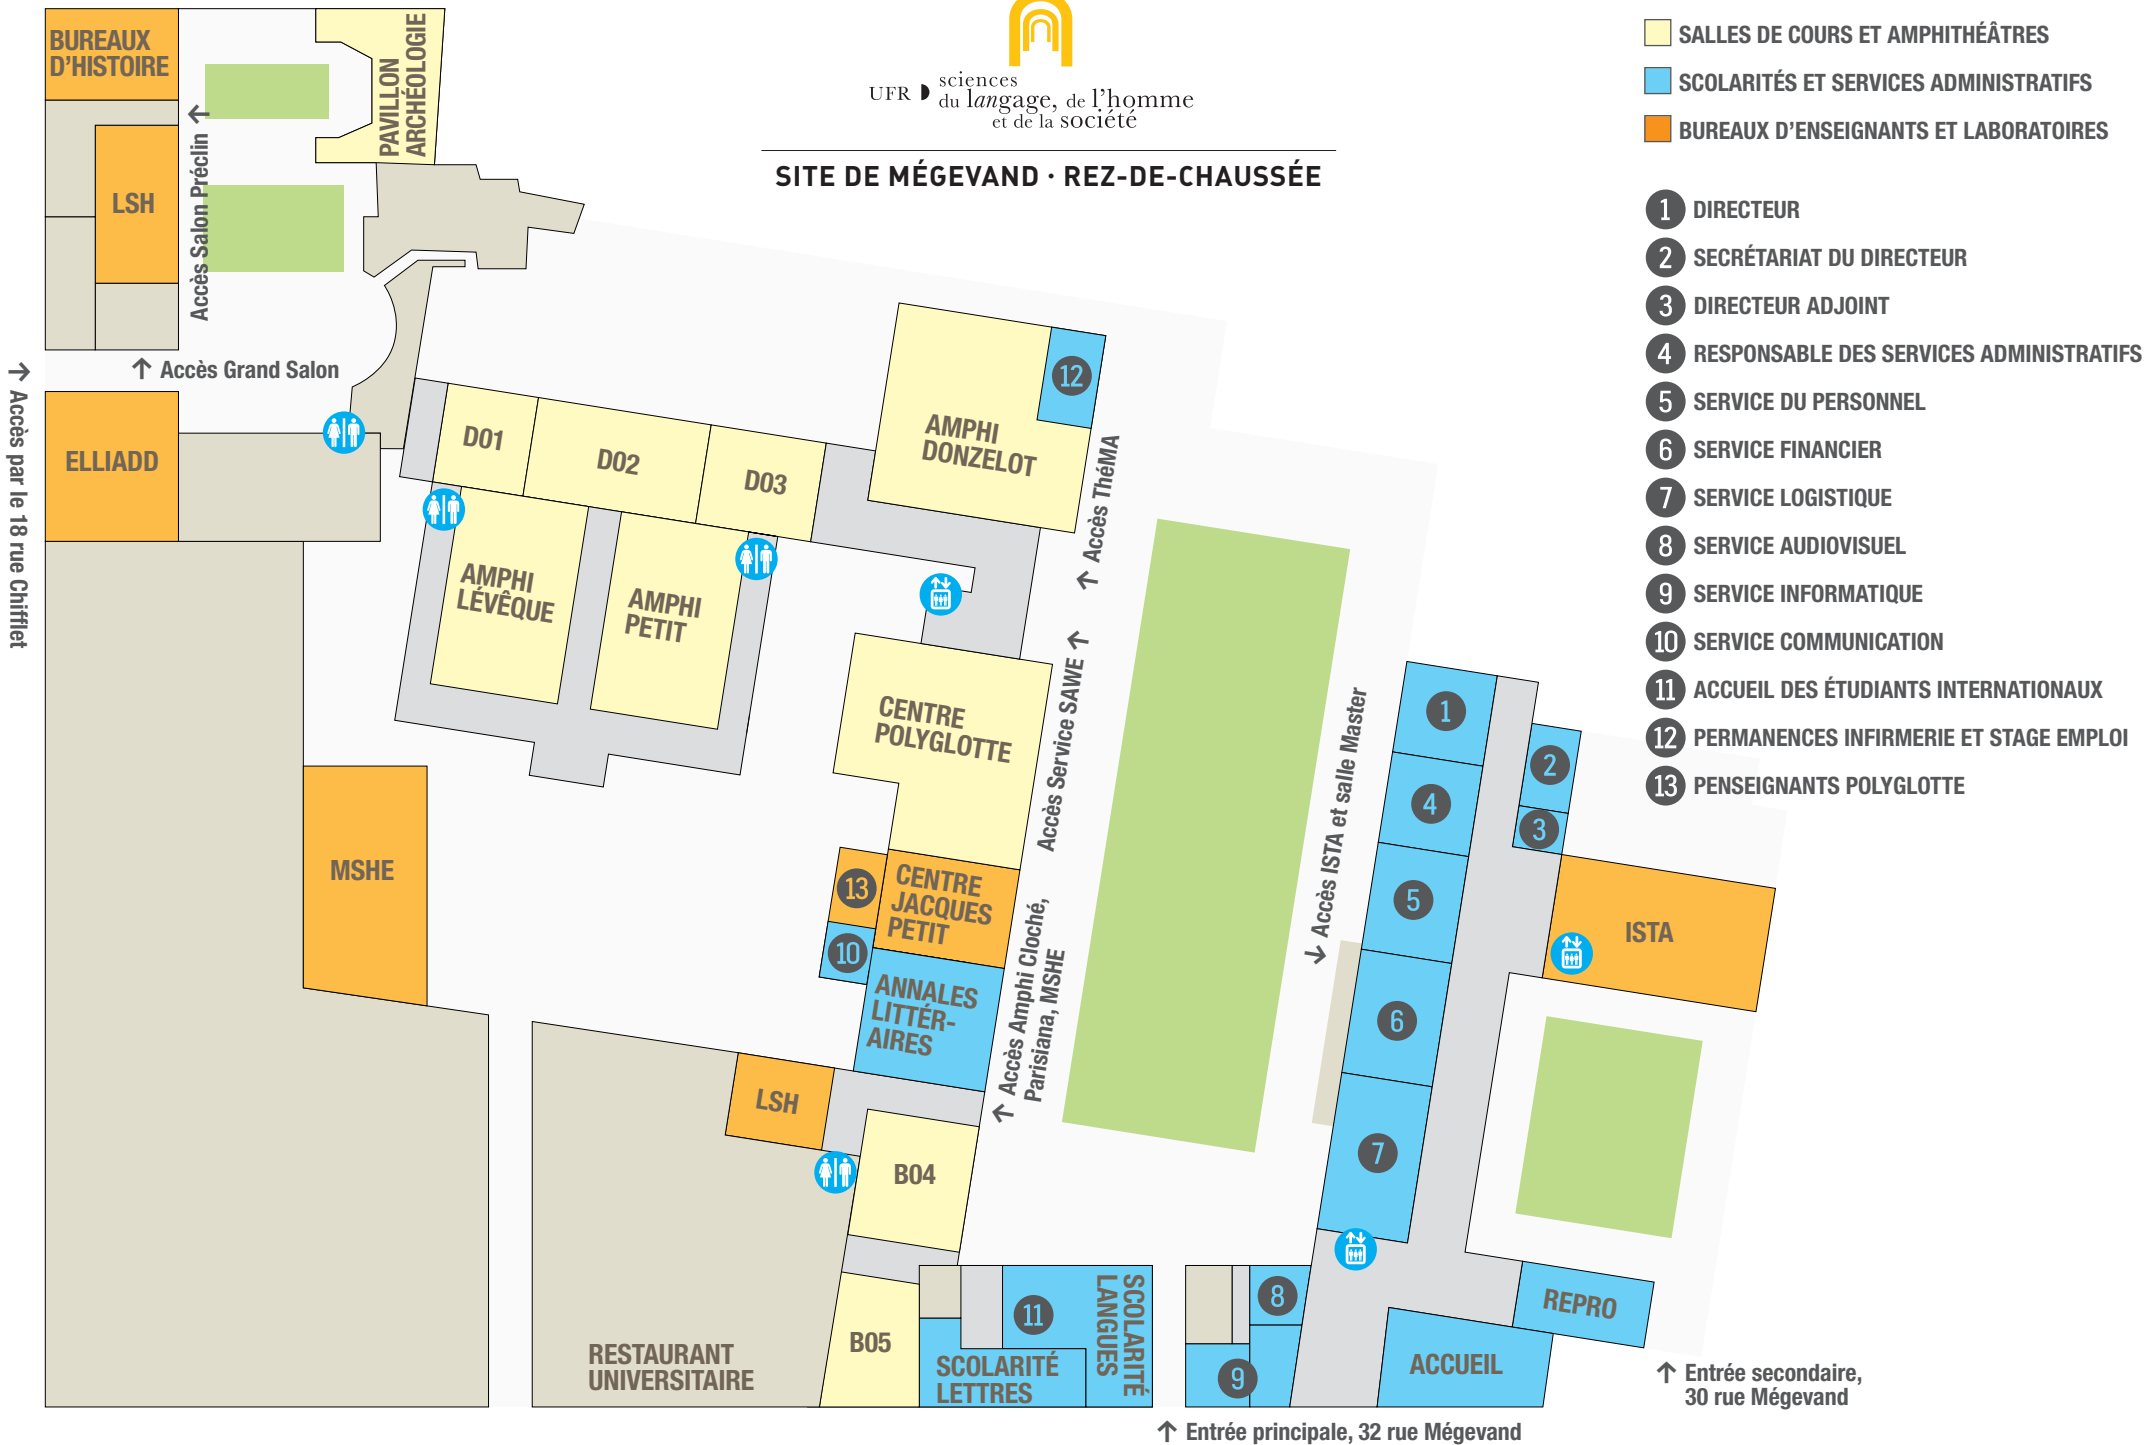 UFR
sciences
du langage, de l'homme
et de la société
SITE DE MÉGEVAND · REZ-DE-CHAUSSÉE
SALLES DE COURS ET AMPHITHÉÂTRES
SCOLARITÉS ET SERVICES ADMINISTRATIFS
BUREAUX D'ENSEIGNANTS ET LABORATOIRES
1 DIRECTEUR
2 SECRÉTARIAT DU DIRECTEUR
3 DIRECTEUR ADJOINT
4 RESPONSABLE DES SERVICES ADMINISTRATIFS
5 SERVICE DU PERSONNEL
6 SERVICE FINANCIER
7 SERVICE LOGISTIQUE
8 SERVICE AUDIOVISUEL
9 SERVICE INFORMATIQUE
10 SERVICE COMMUNICATION
11 ACCUEIL DES ÉTUDIANTS INTERNATIONAUX
12 PERMANENCES INFIRMERIE ET STAGE EMPLOI
13 PENSEIGNANTS POLYGLOTTE
BUREAUX
D'HISTOIRE
PAVILLON
ARCHÉOLOGIE
LSH
Accès Salon Préclin ↑
↑ Accès Grand Salon
→ Accès par le 18 rue Chifflet
ELLIADD
D01
D02
D03
AMPHI
DONZELOT
12
AMPHI
LÉVÊQUE
AMPHI
PETIT
↑ Accès ThéMA
Accès Service SAWE ↑
CENTRE
POLYGLOTTE
MSHE
13
CENTRE
JACQUES
PETIT
10
ANNALES
LITTÉR-
AIRES
↑ Accès Amphi Cloché,
Parisiana, MSHE
LSH
B04
B05
RESTAURANT
UNIVERSITAIRE
11
SCOLARITÉ
LANGUES
SCOLARITÉ
LETTRES
↓ Accès ISTA et salle Master
1
2
3
4
5
6
7
8
9
ISTA
REPRO
ACCUEIL
↑ Entrée secondaire,
30 rue Mégevand
↑ Entrée principale, 32 rue Mégevand